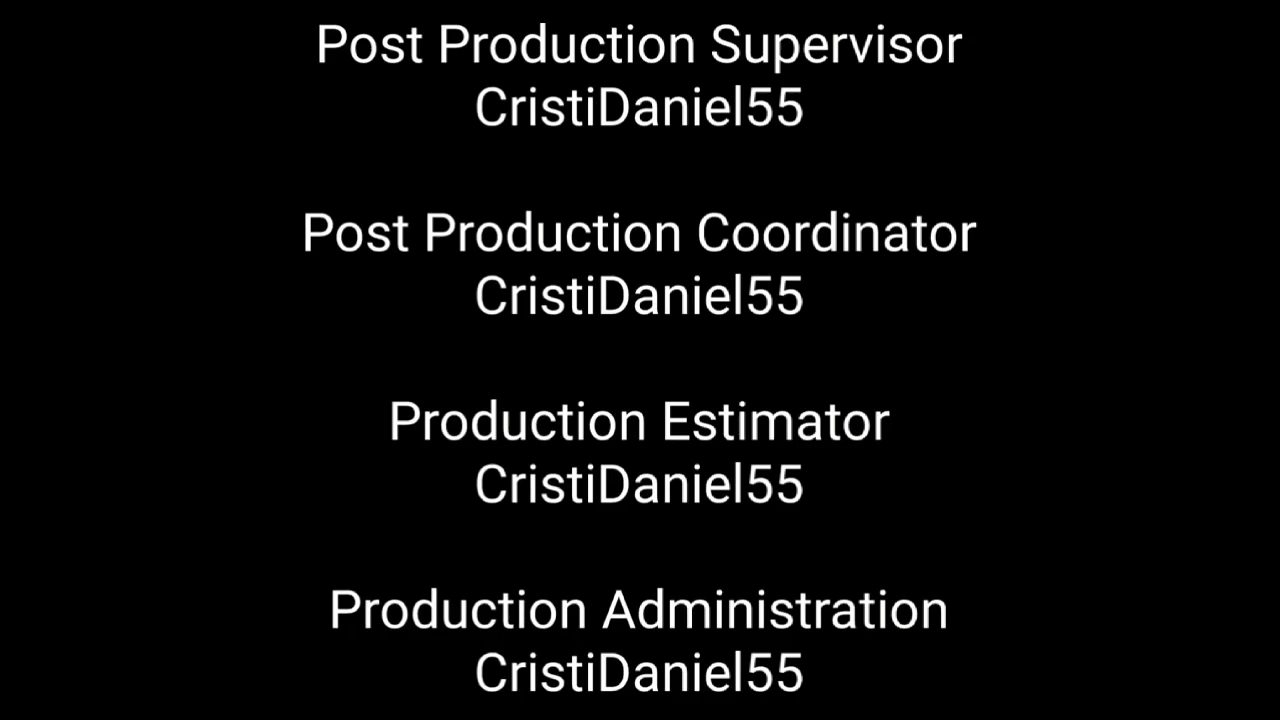 Post Production Supervisor
CristiDaniel55
Post Production Coordinator
CristiDaniel55
Production Estimator
CristiDaniel55
Production Administration
CristiDaniel55